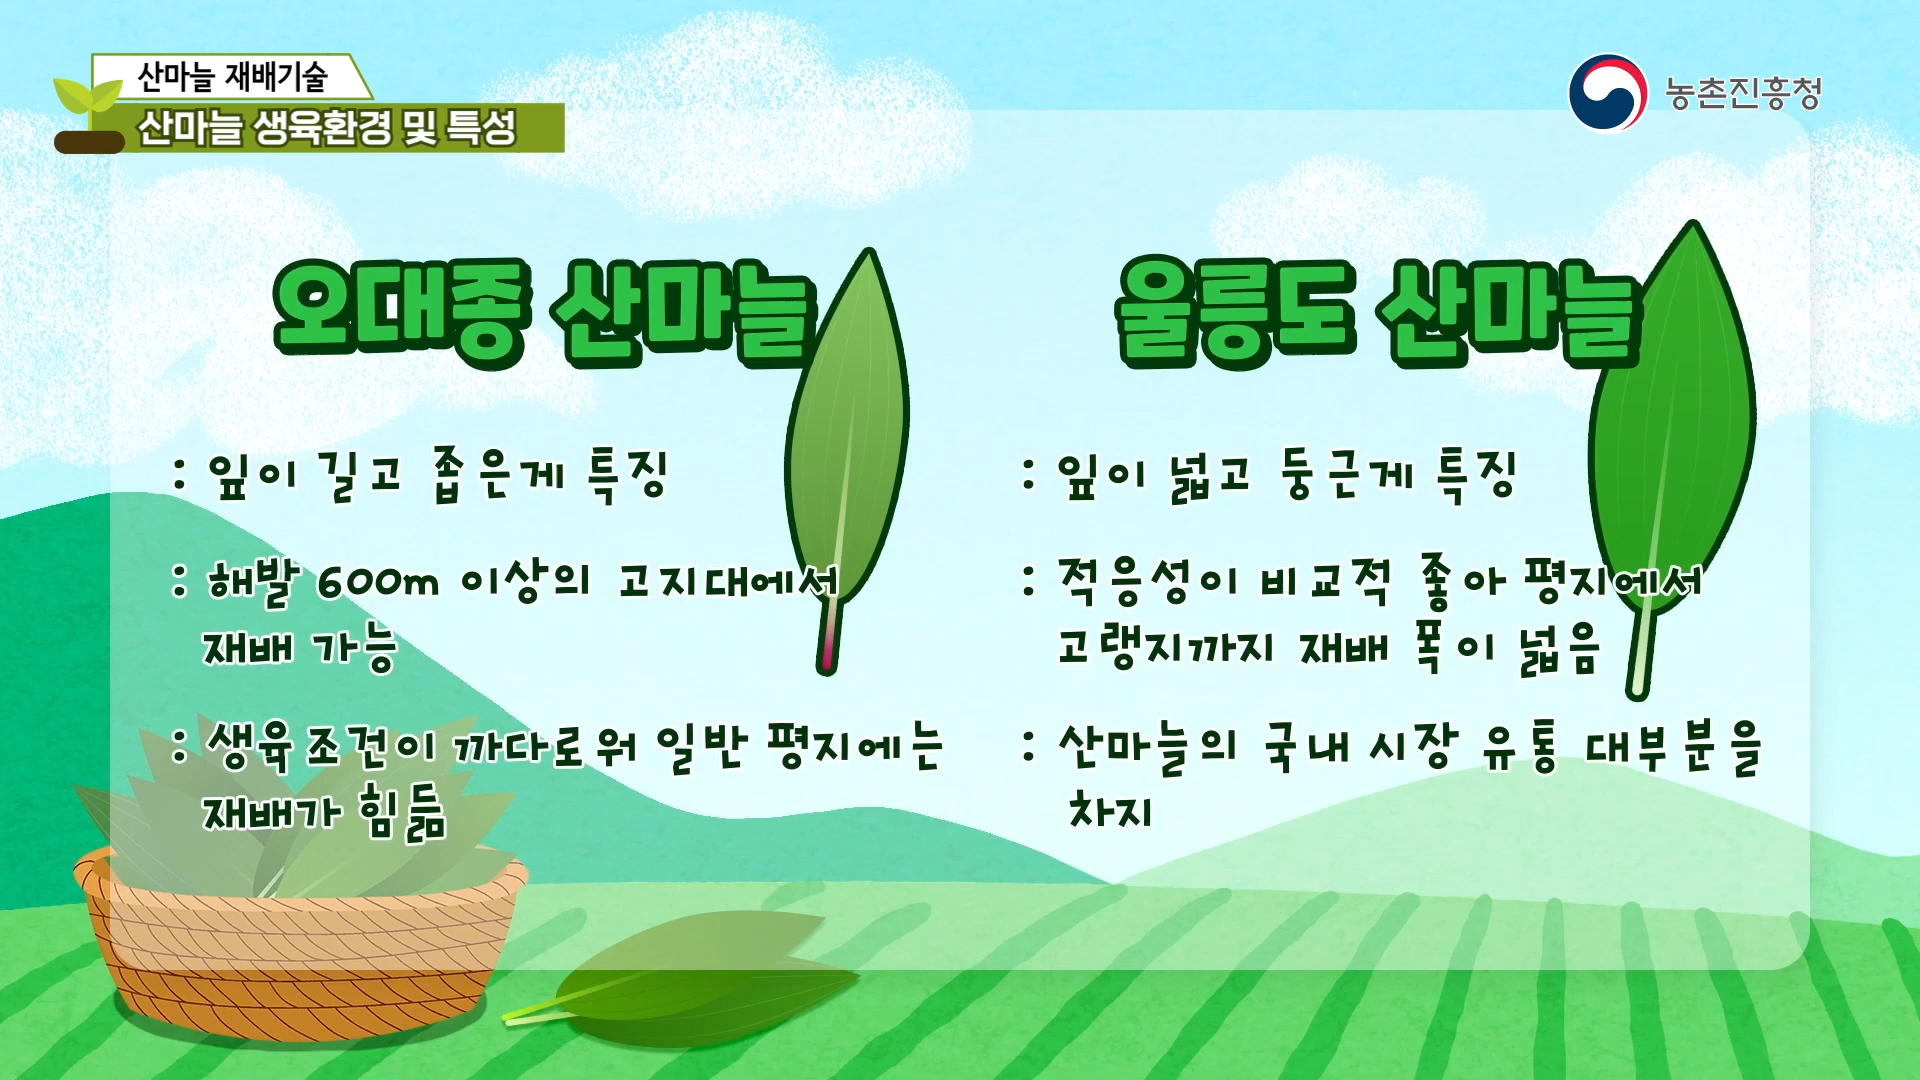 산마늘 재배기술
산마늘 생육환경 및 특성
농촌진흥청
오대종 산마늘
: 잎이 길고 좁은게 특징
: 해발 600m 이상의 고지대에서
재배 가능
: 생육 조건이 까다로워 일반 평지에는
재배가 힘듦
울릉도 산마늘
: 잎이 넓고 둥근게 특징
: 적응성이 비교적 좋아 평지에서
고랭지까지 재배 폭이 넓음
: 산마늘의 국내 시장 유통 대부분을
차지